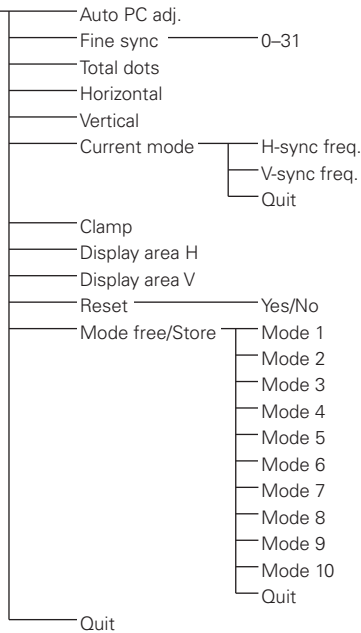 Auto PC adj.
Fine sync 0–31
Total dots
Horizontal
Vertical
Current mode H-sync freq.
V-sync freq.
Quit
Clamp
Display area H
Display area V
Reset Yes/No
Mode free/Store Mode 1
Mode 2
Mode 3
Mode 4
Mode 5
Mode 6
Mode 7
Mode 8
Mode 9
Mode 10
Quit
Quit